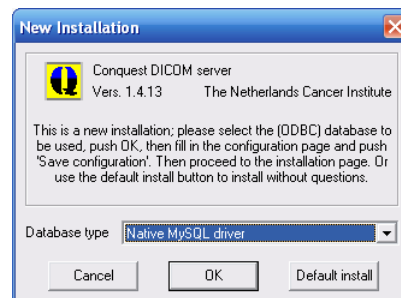 New Installation
Conquest DICOM server
Vers. 1.4.13 The Netherlands Cancer Institute
This is a new installation; please select the (ODBC) database to
be used, push OK, then fill in the configuration page and push
'Save configuration'. Then proceed to the installation page. Or
use the default install button to install without questions.
Database type Native MySQL driver
Cancel OK Default install